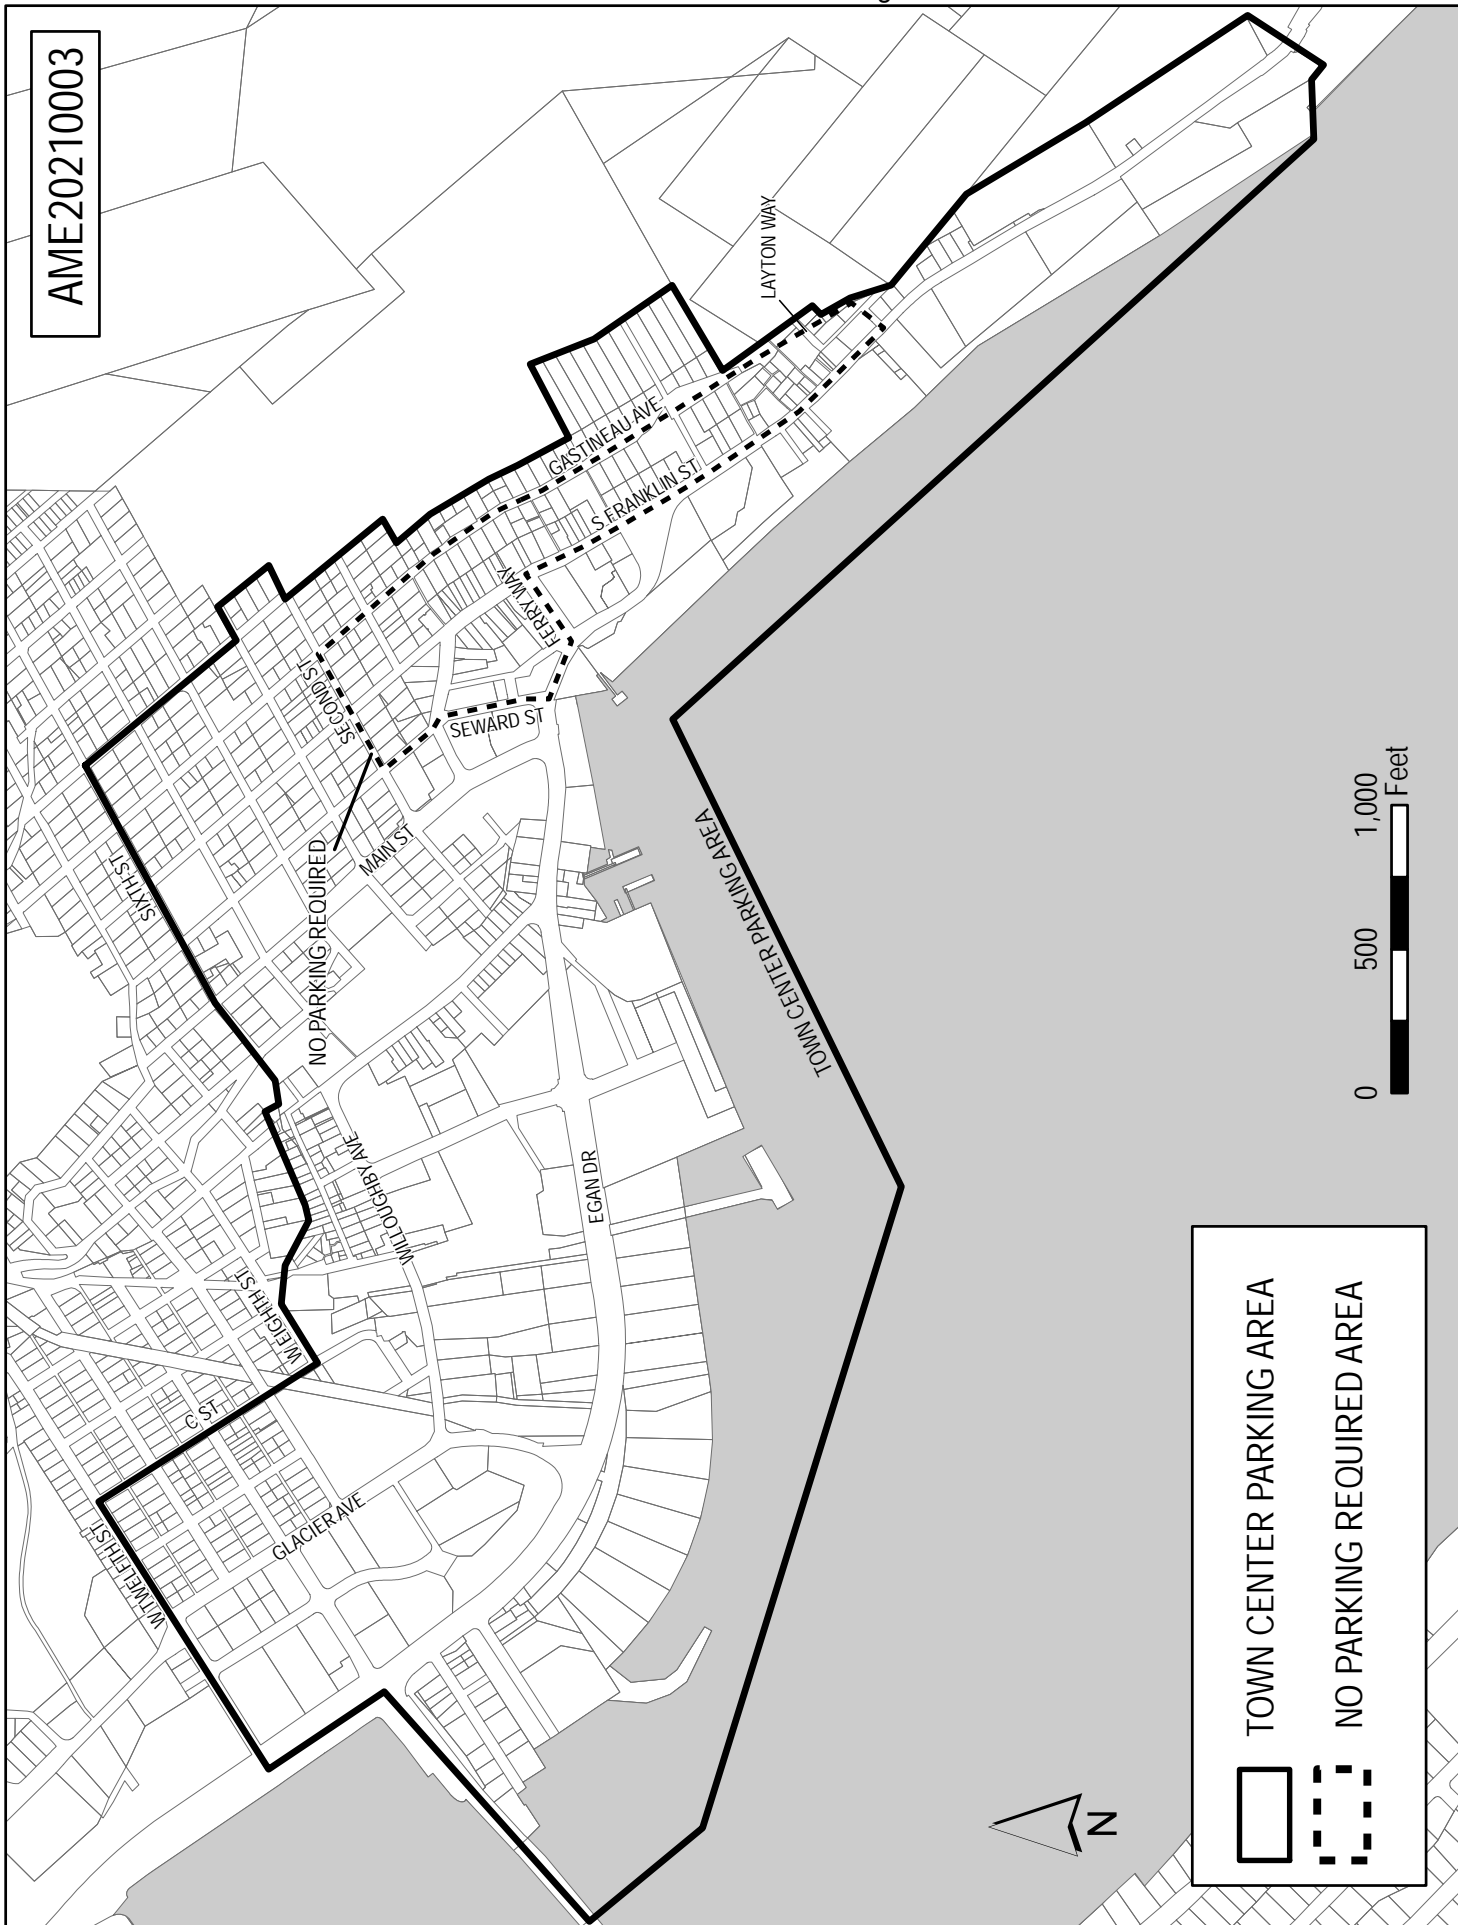 AME20210003
LAYTON WAY
GASTINEAU AVE
S FRANKLIN ST
FERRY WAY
SECOND ST
SEWARD ST
NO PARKING REQUIRED
MAIN ST
SIXTH ST
TOWN CENTER PARKING AREA
WILLOUGHBY AVE
EGAN DR
W EIGHTH ST
C ST
GLACIER AVE
W TWELFTH ST
0 500 1,000
Feet
N
TOWN CENTER PARKING AREA
NO PARKING REQUIRED AREA